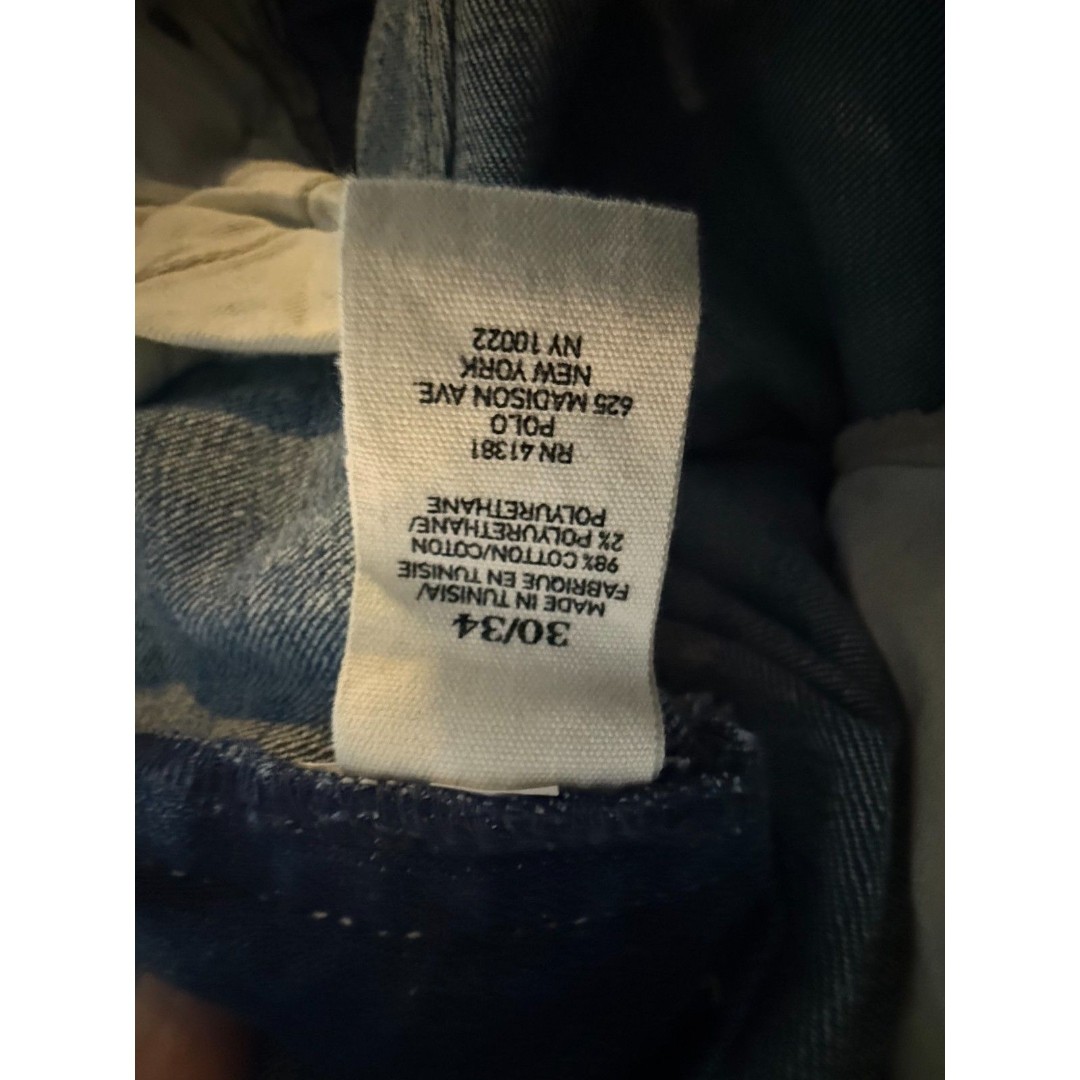 30/34
MADE IN TUNISIA/
FABRIQUE EN TUNISIE
98% COTTON/COTON
2% POLYURETHANE/
POLYURETHANE
RN 41381
POLO
625 MADISON AVE
NEW YORK
NY 10022